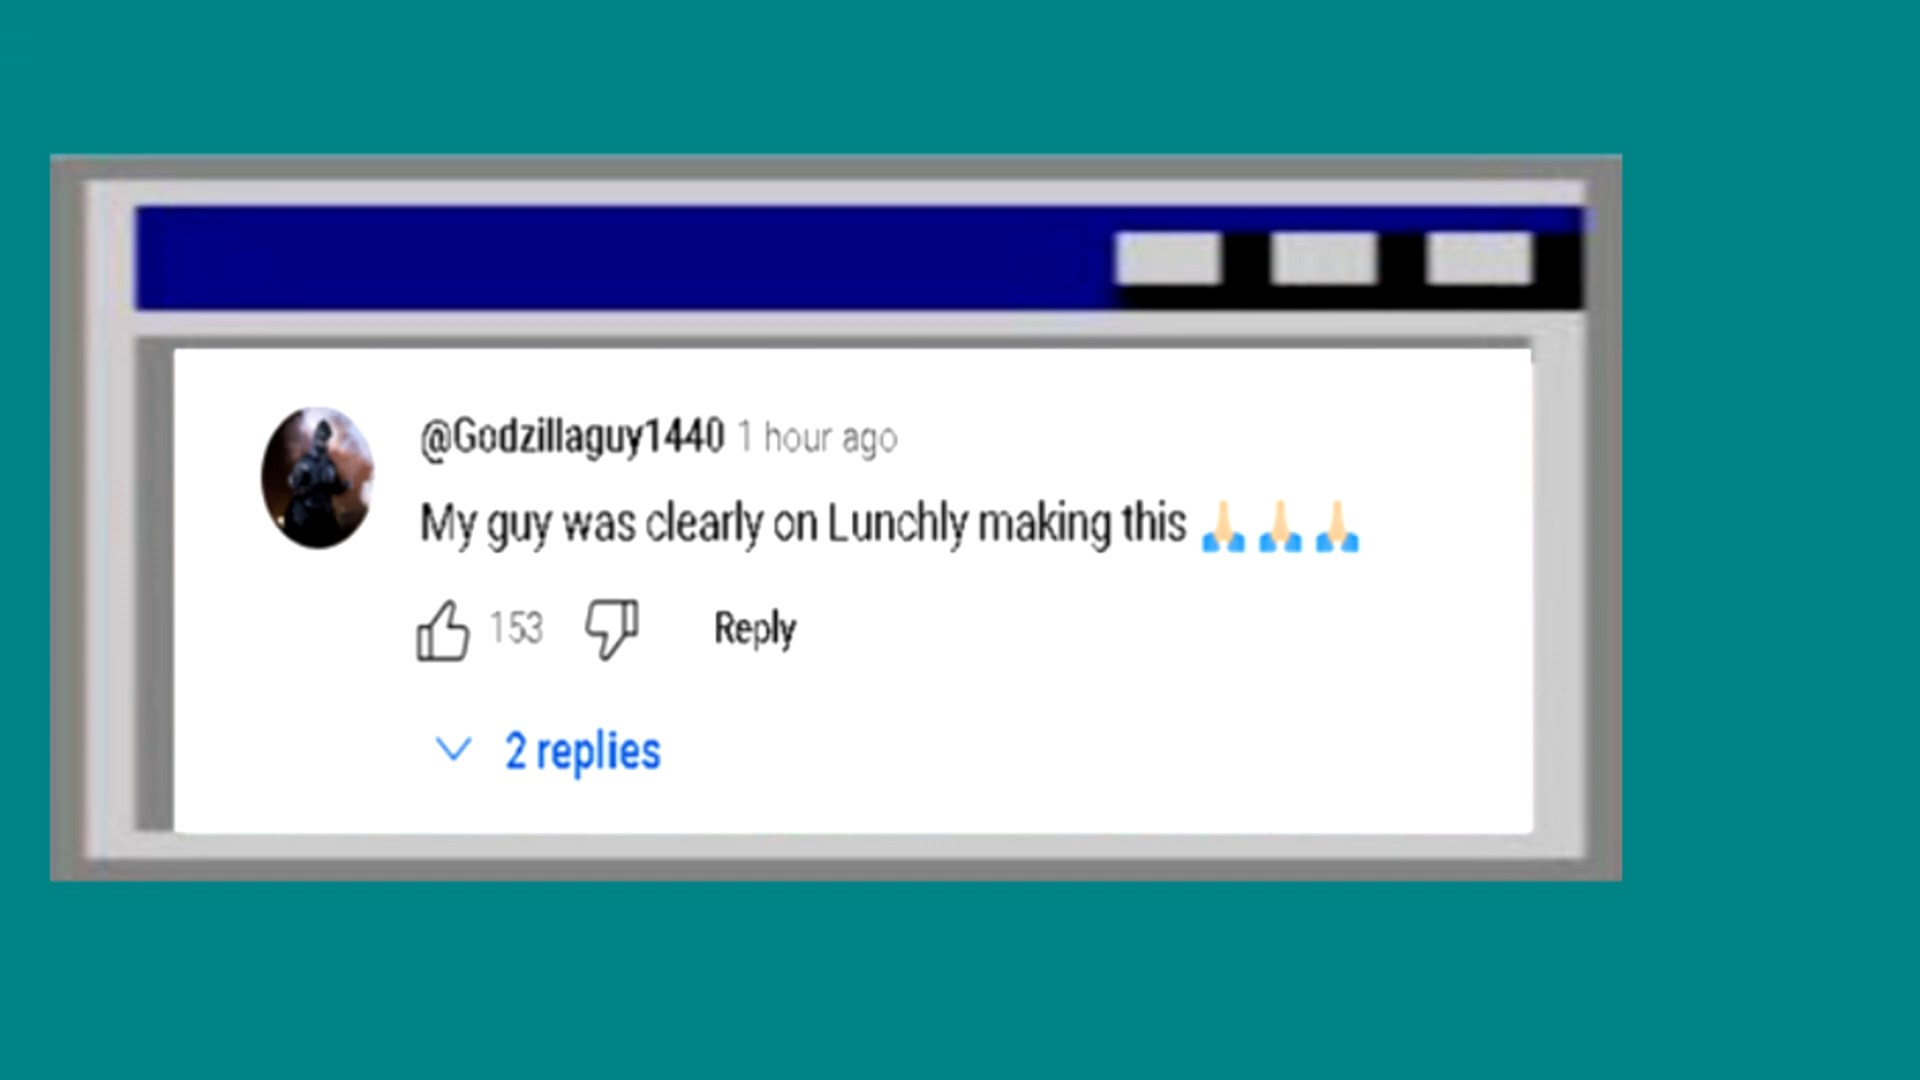 @Godzillaguy1440 1 hour ago
My guy was clearly on Lunchly making this 🙏🏻🙏🏻🙏🏻
153 Reply
2 replies